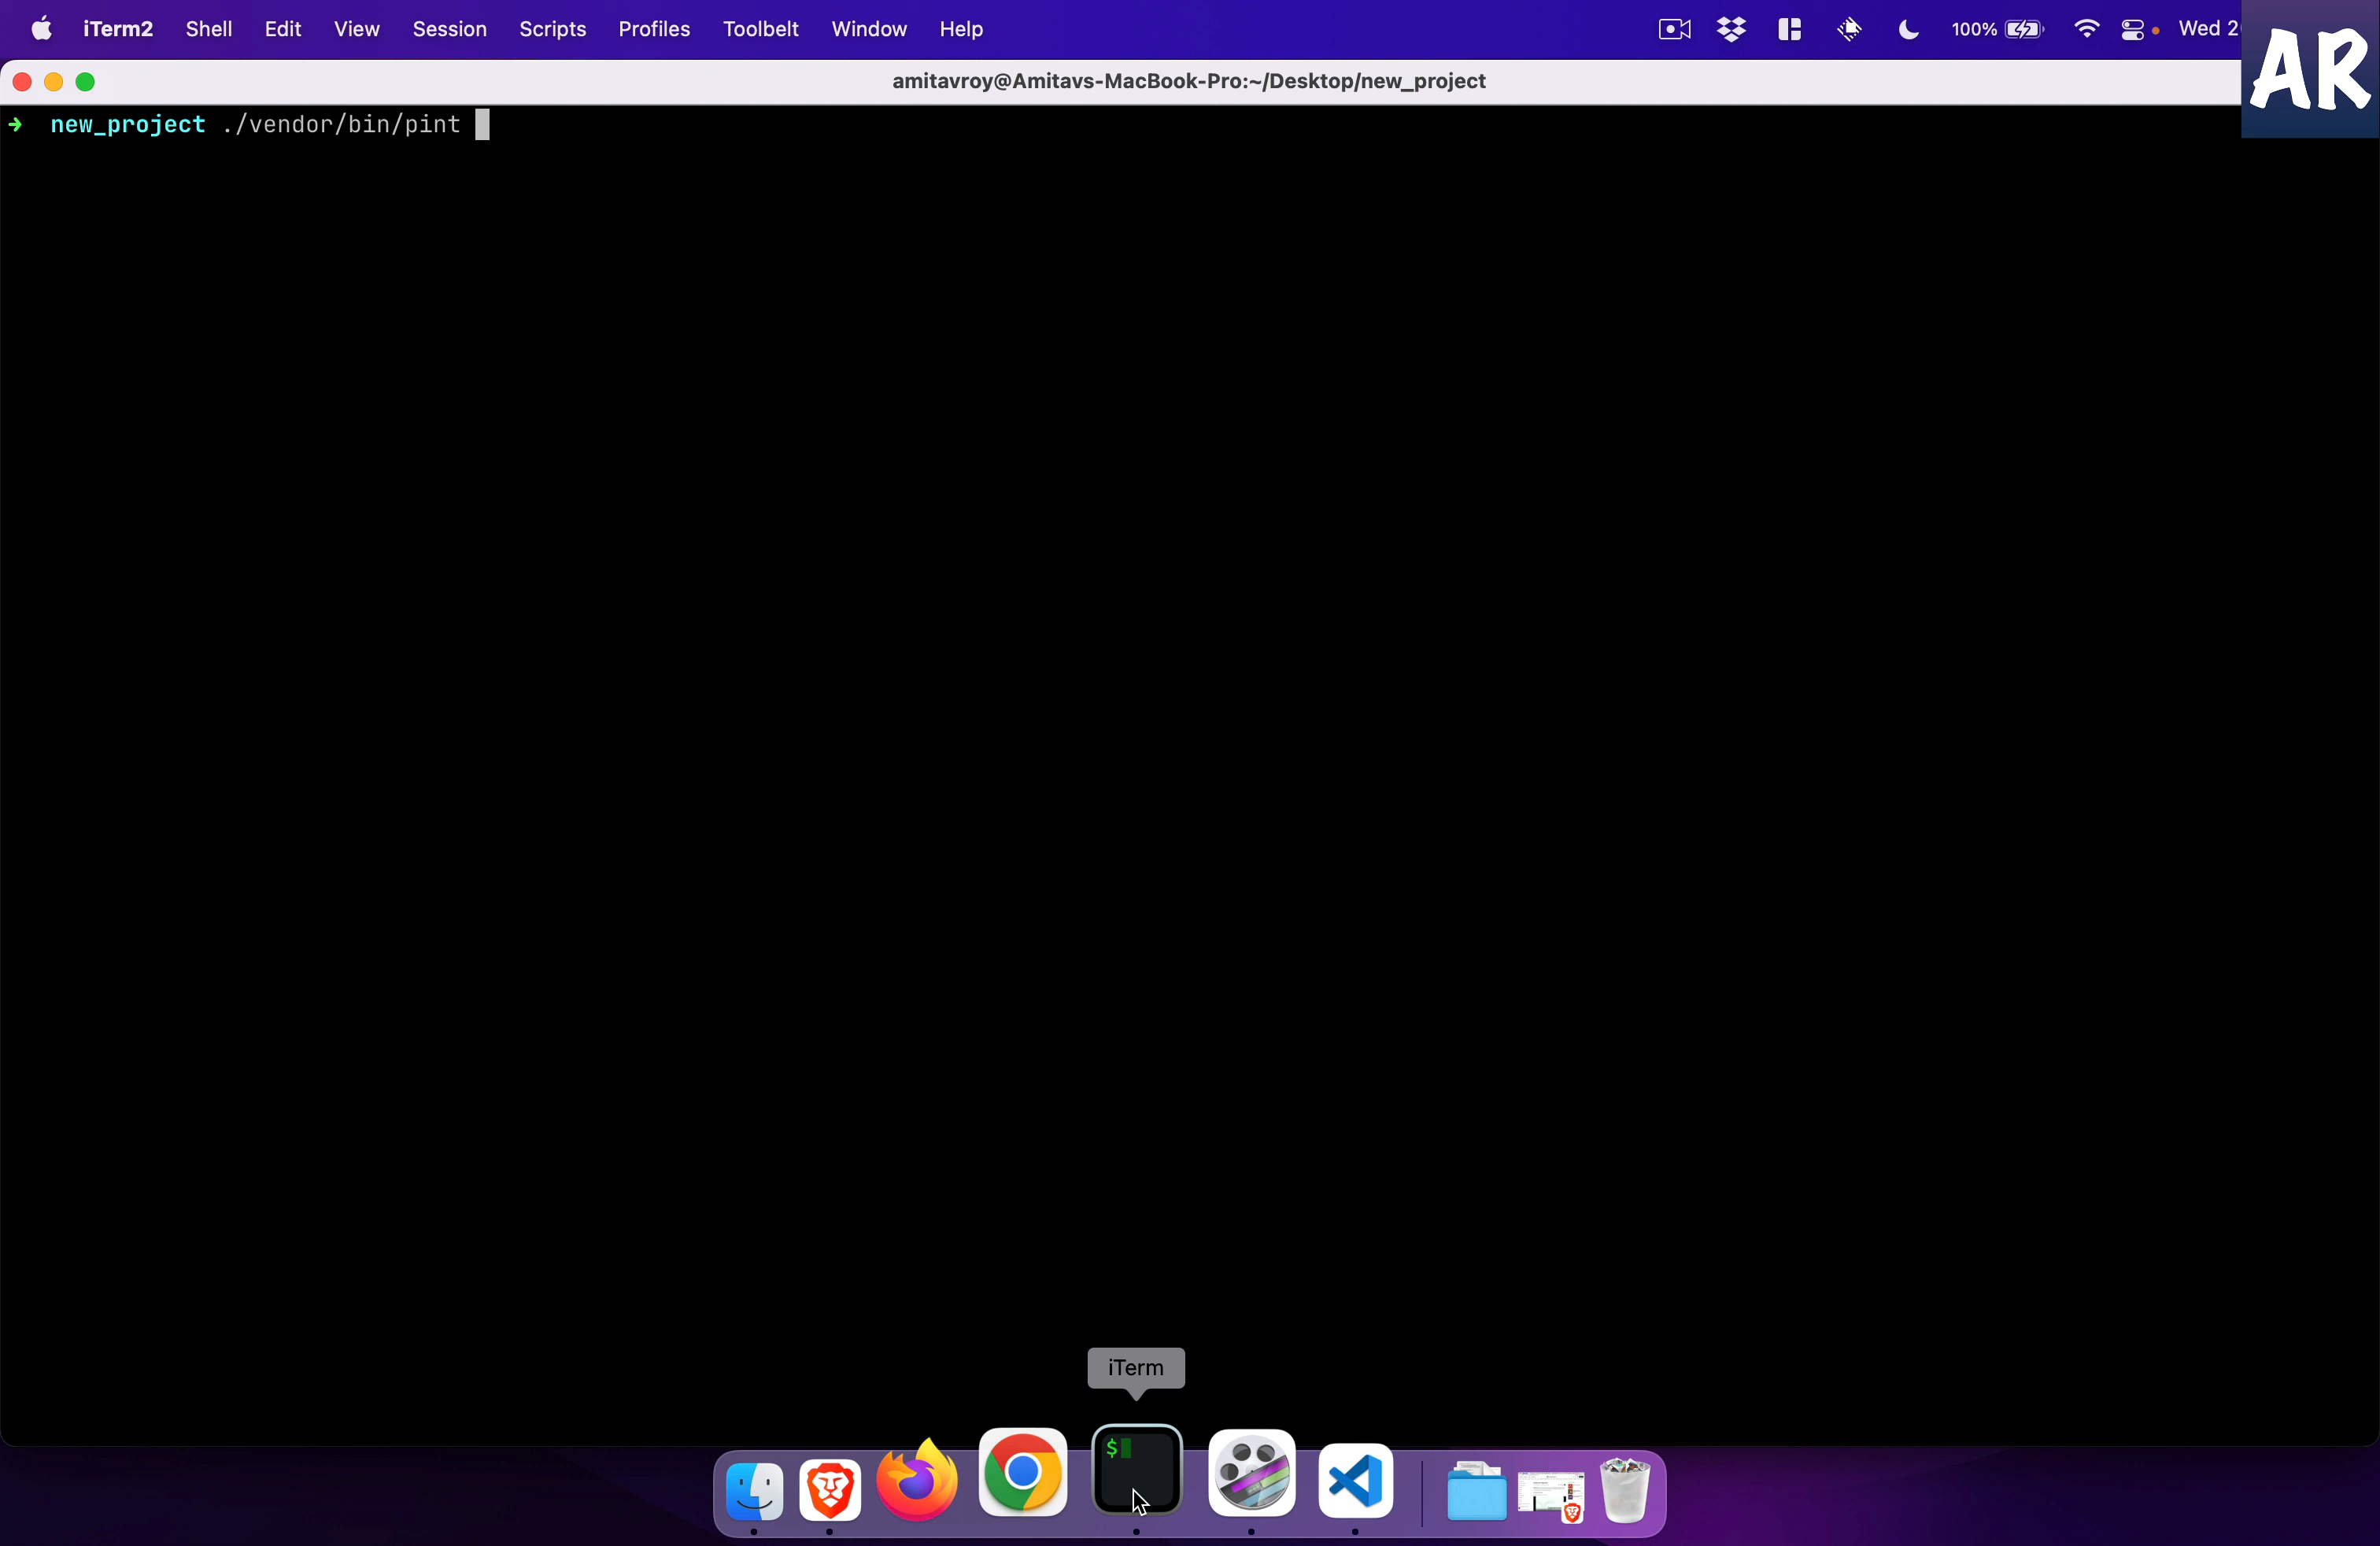 iTerm2 Shell Edit View Session Scripts Profiles Toolbelt Window Help 100% Wed 2
AR
amitavroy@Amitavs-MacBook-Pro:~/Desktop/new_project
➜ new_project ./vendor/bin/pint
iTerm
$